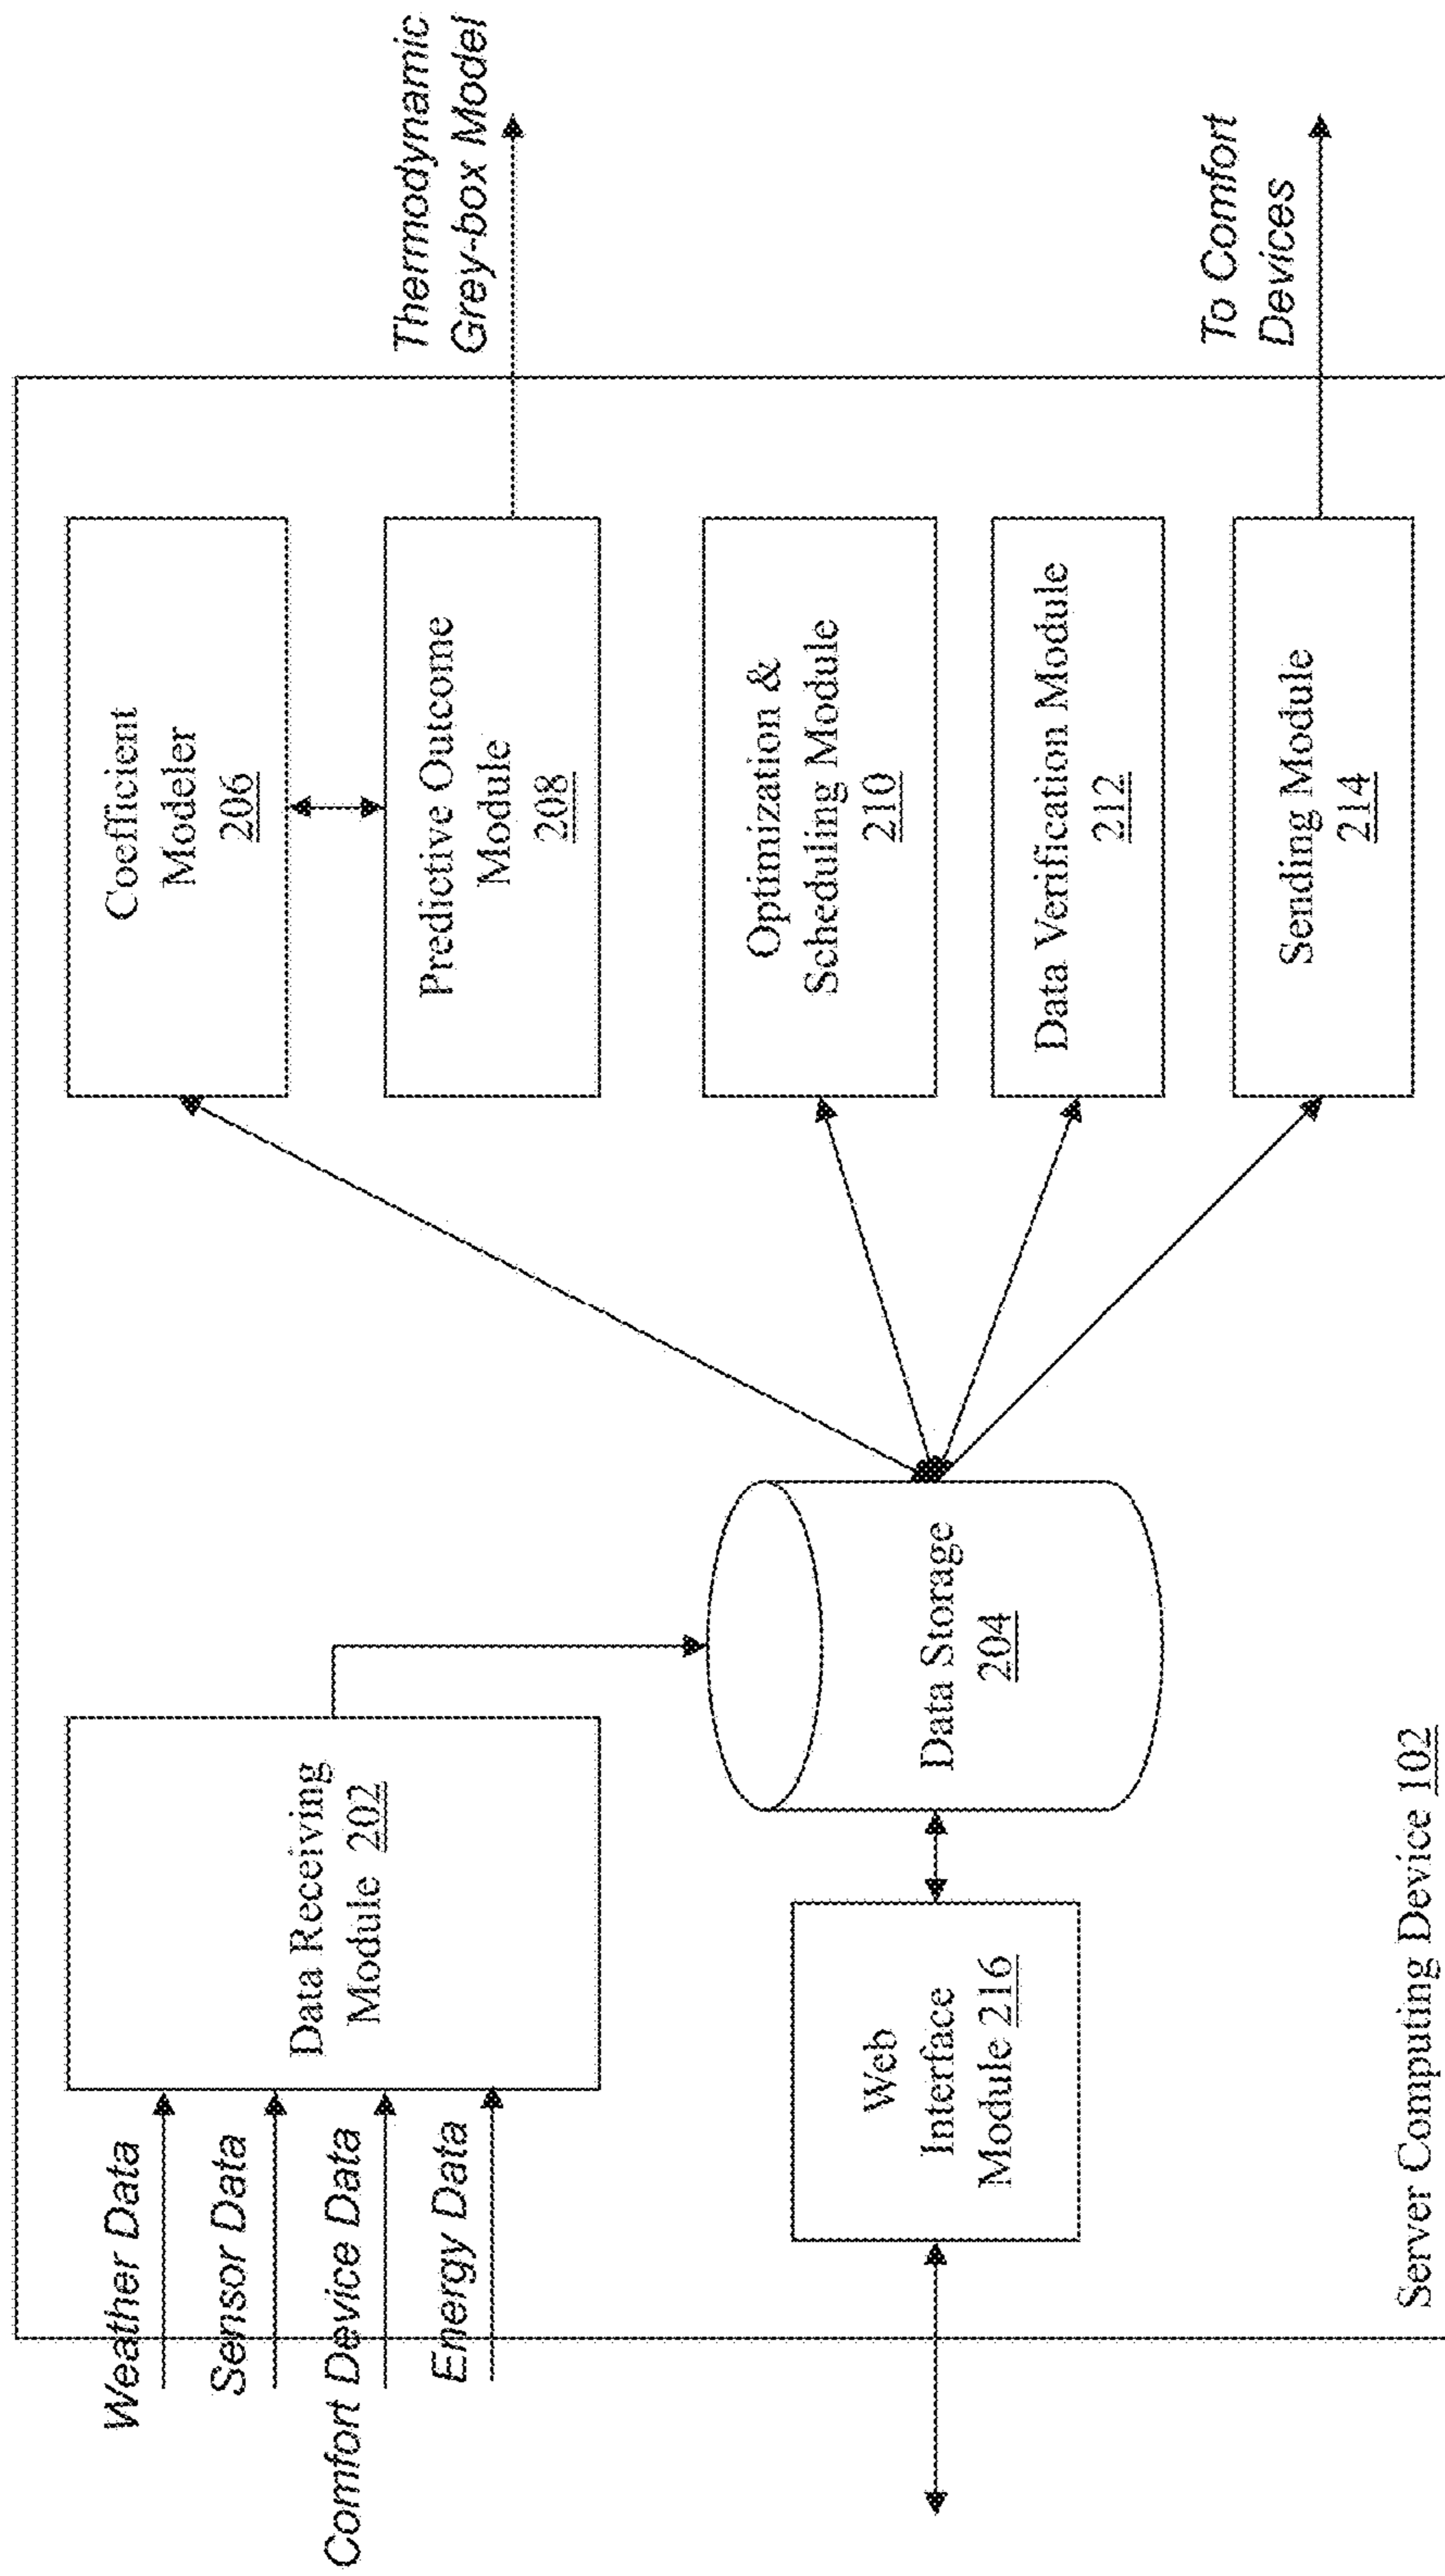 Weather Data
Sensor Data
Comfort Device Data
Energy Data
Data Receiving
Module 202
Web
Interface
Module 216
Data Storage
204
Coefficient
Modeler
206
Predictive Outcome
Module
208
Optimization &
Scheduling Module
210
Data Verification Module
212
Sending Module
214
Thermodynamic
Grey-box Model
To Comfort
Devices
Server Computing Device 102